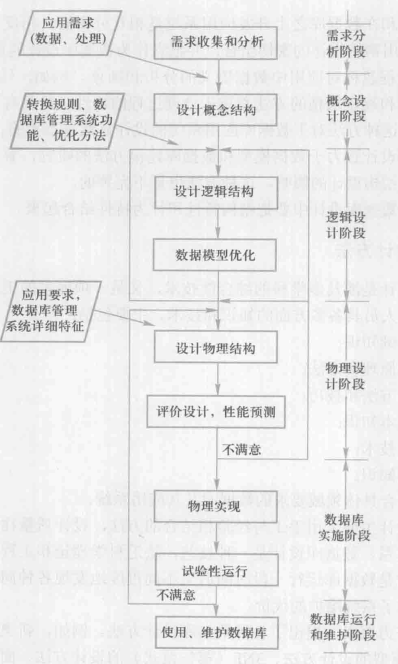 应用需求
(数据、处理)
需求收集和分析
需求分
析阶段
设计概念结构
概念设
计阶段
转换规则、数
据库管理系统功
能、优化方法
设计逻辑结构
逻辑设
计阶段
数据模型优化
应用要求，
数据库管理
系统详细特征
设计物理结构
物理设
计阶段
评价设计，性能预测
不满意
物理实现
数据库
实施阶段
试验性运行
不满意
使用、维护数据库
数据库运行
和维护阶段